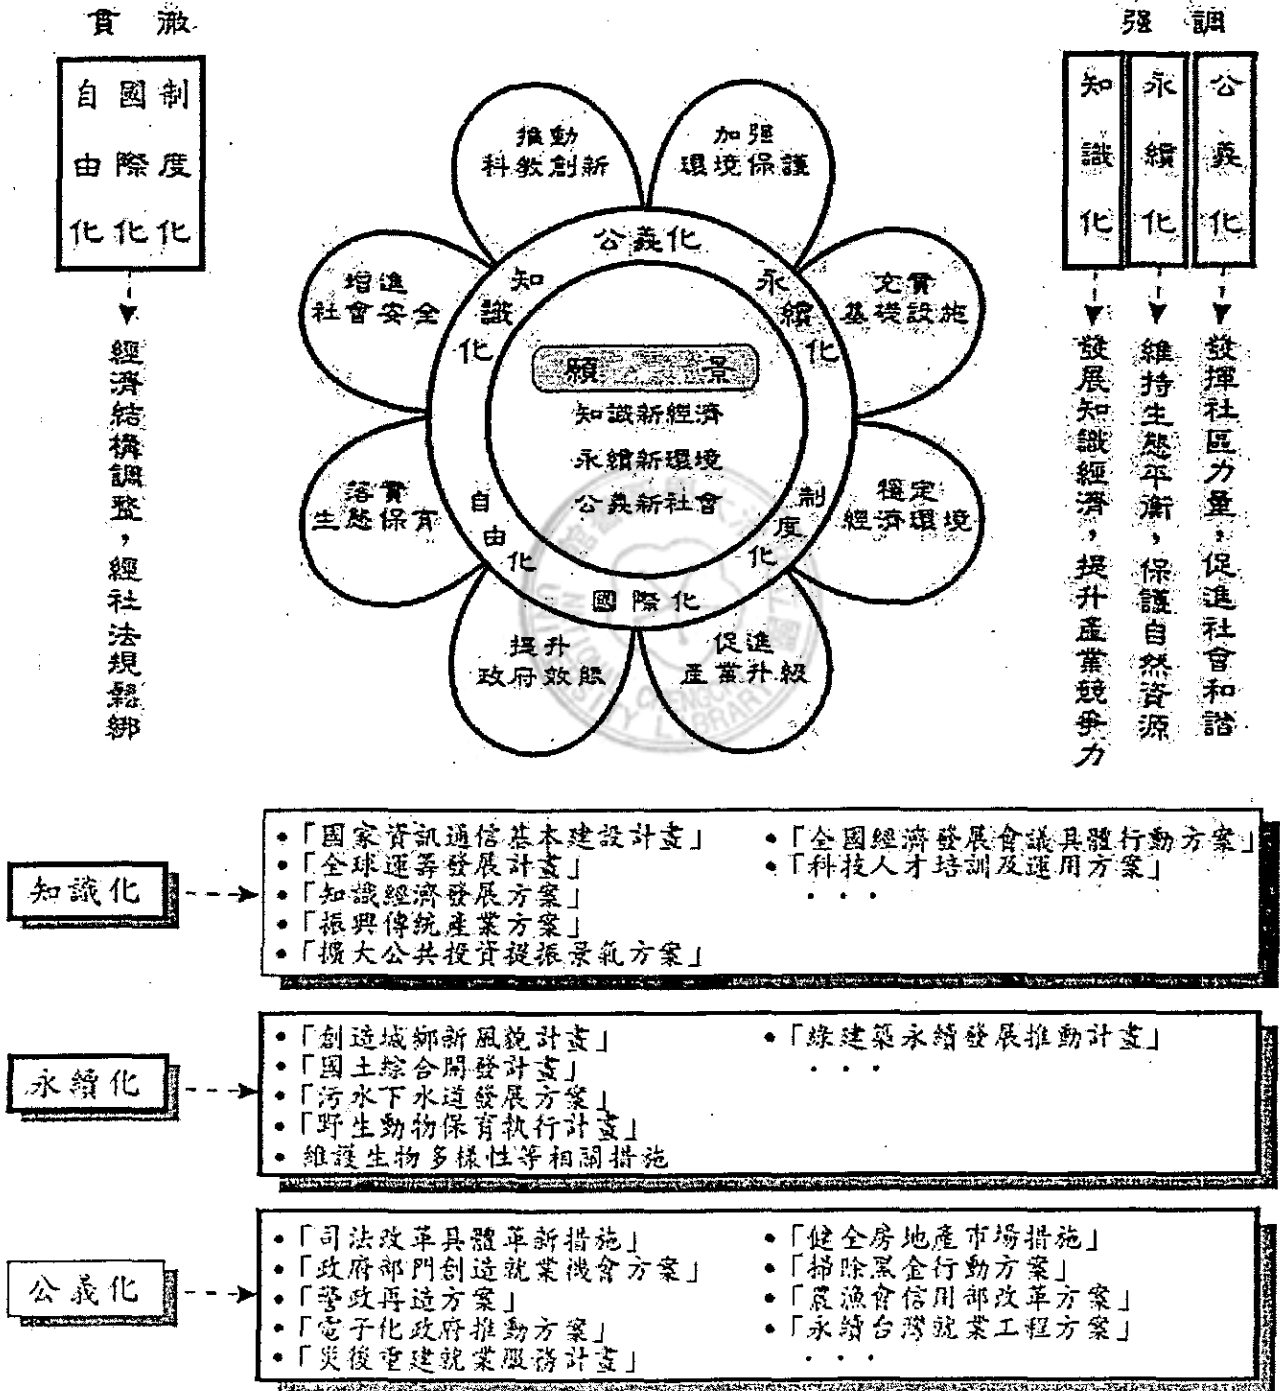 貫 澈
自由化
國際化
制度化
經濟結構調整，經社法規鬆綁
強 調
知識化
永續化
公義化
發展知識經濟，提升產業競爭力
維持生態平衡，保護自然資源
發揮社區力量，促進社會和諧
推動
科教創新
加強
環境保護
增進
社會安全
充實
基礎設施
落實
生態保育
穩定
經濟環境
提升
政府效能
促進
產業升級
公義化
知識化
永續化
自由化
制度化
國際化
願 景
知識新經濟
永續新環境
公義新社會
CHENGCHI
LIBRARY
知識化
•「國家資訊通信基本建設計畫」
•「全球運籌發展計畫」
•「知識經濟發展方案」
•「振興傳統產業方案」
•「擴大公共投資提振景氣方案」
•「全國經濟發展會議具體行動方案」
•「科技人才培訓及運用方案」
• • •
永續化
•「創造城鄉新風貌計畫」
•「國土綜合開發計畫」
•「污水下水道發展方案」
•「野生動物保育執行計畫」
• 維護生物多樣性等相關措施
•「綠建築永續發展推動計畫」
• • •
公義化
•「司法改革具體革新措施」
•「政府部門創造就業機會方案」
•「警政再造方案」
•「電子化政府推動方案」
•「災後重建就業服務計畫」
•「健全房地產市場措施」
•「掃除黑金行動方案」
•「農漁會信用部改革方案」
•「永續台灣就業工程方案」
• • •